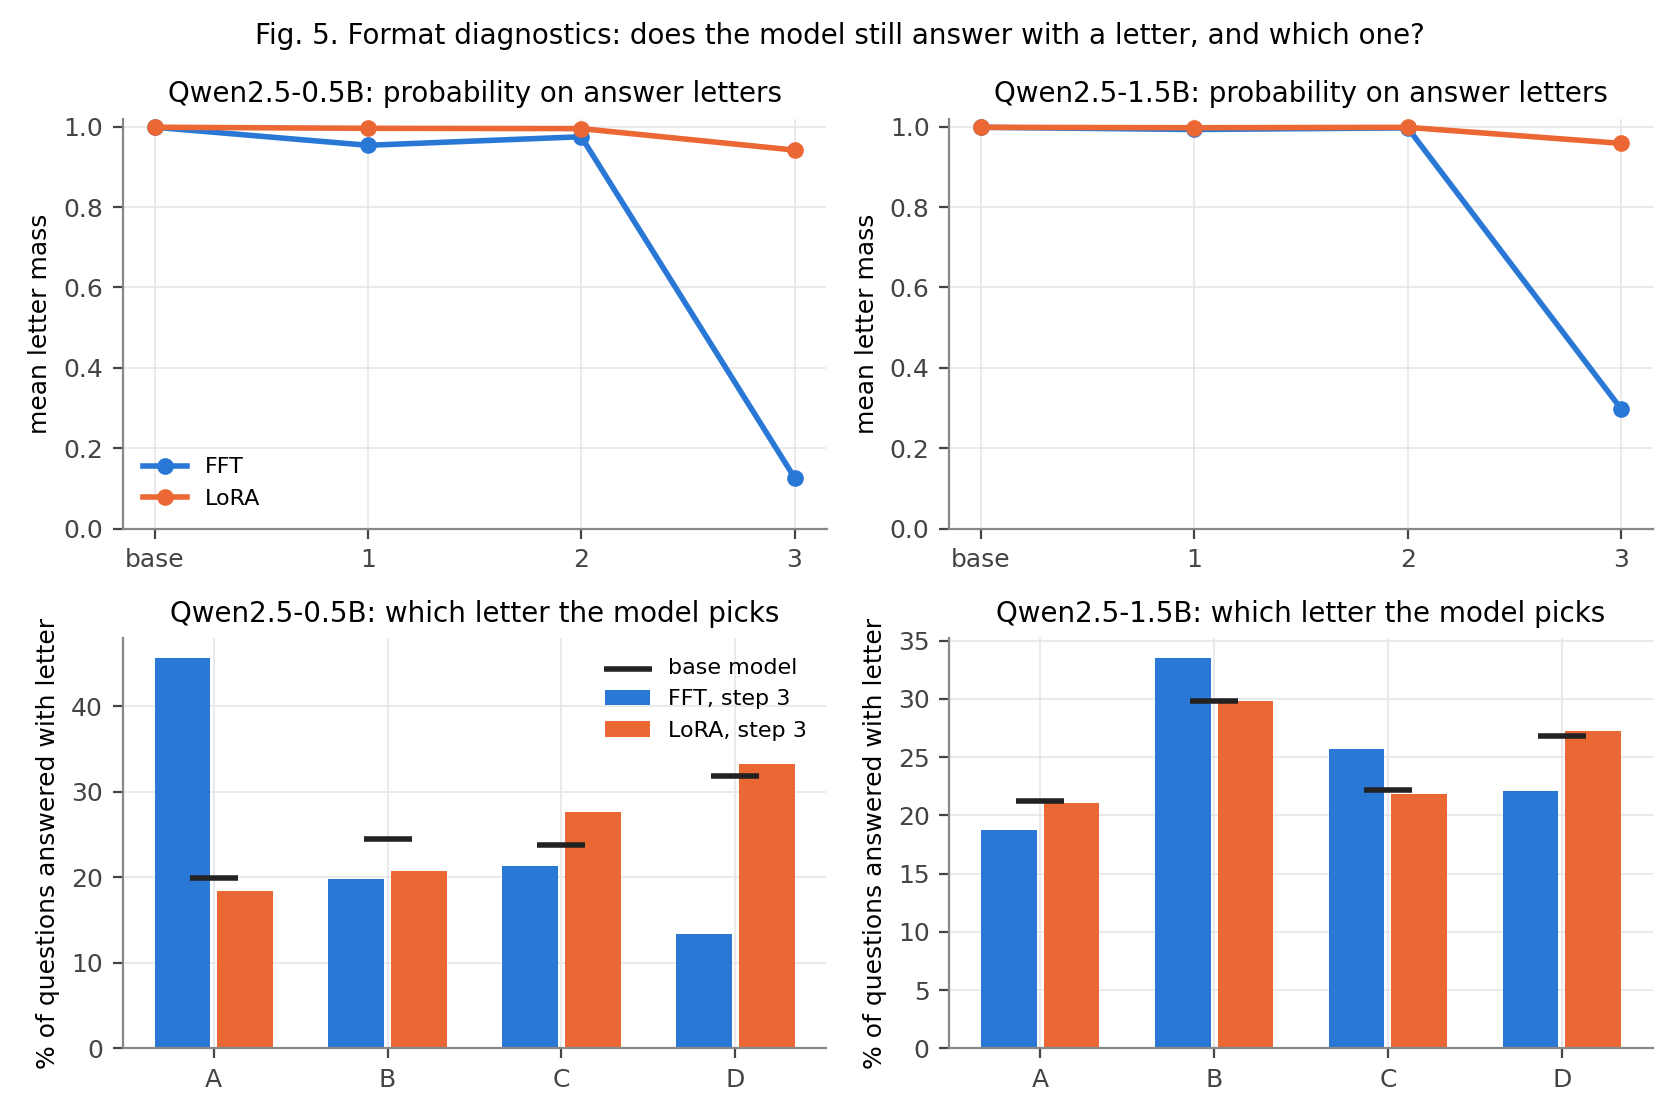 Fig. 5. Format diagnostics: does the model still answer with a letter, and which one?
Qwen2.5-0.5B: probability on answer letters
mean letter mass
1.0
0.8
0.6
0.4
0.2
0.0
FFT
LoRA
base
1
2
3
Qwen2.5-1.5B: probability on answer letters
mean letter mass
1.0
0.8
0.6
0.4
0.2
0.0
base
1
2
3
Qwen2.5-0.5B: which letter the model picks
% of questions answered with letter
40
30
20
10
0
base model
FFT, step 3
LoRA, step 3
A
B
C
D
Qwen2.5-1.5B: which letter the model picks
% of questions answered with letter
35
30
25
20
15
10
5
0
A
B
C
D